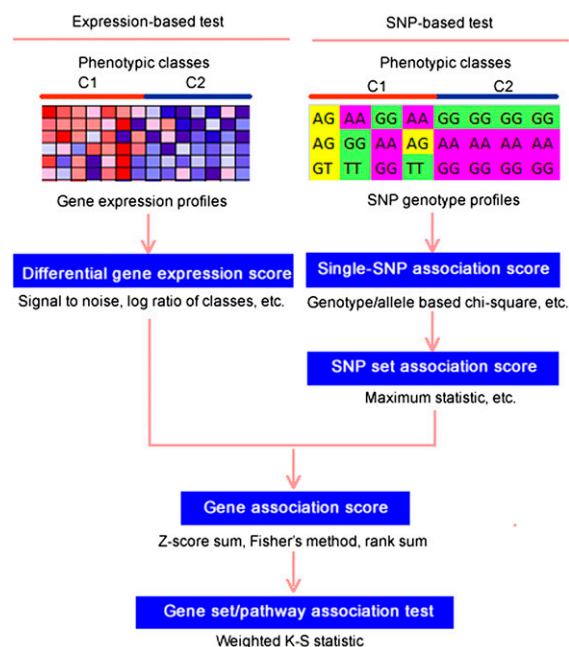 Expression-based test
SNP-based test
Phenotypic classes
C1 C2
Gene expression profiles
Differential gene expression score
Signal to noise, log ratio of classes, etc.
Phenotypic classes
C1 C2
AG AA GG AA GG GG GG GG
AG GG AA AG AA AA AA AA
GT TT GG TT GG GG GG GG
SNP genotype profiles
Single-SNP association score
Genotype/allele based chi-square, etc.
SNP set association score
Maximum statistic, etc.
Gene association score
Z-score sum, Fisher's method, rank sum
Gene set/pathway association test
Weighted K-S statistic